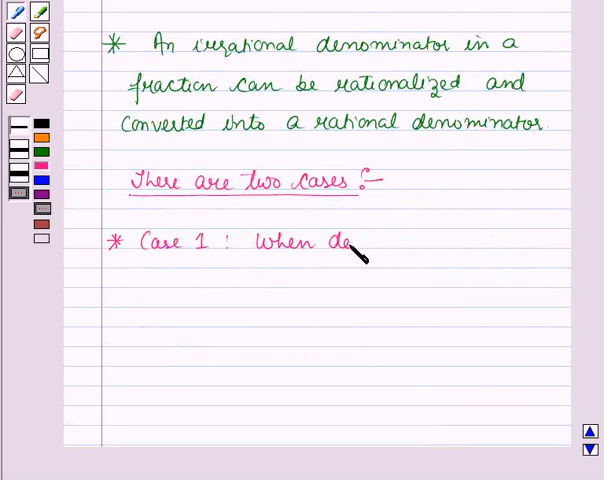 * An irrational denominator in a
fraction can be rationalized and
converted into a rational denominator.
There are two cases :-
* Case 1 : When de